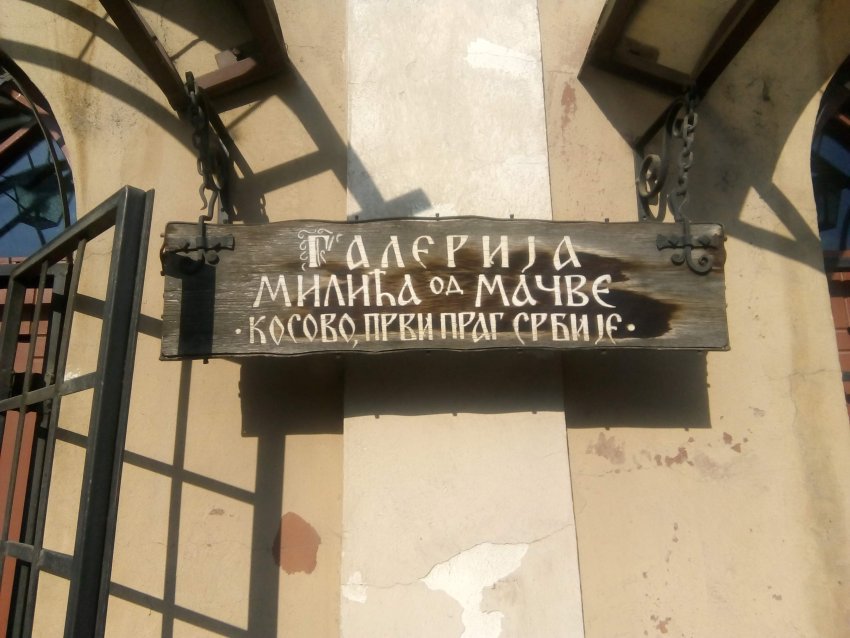 Галерија
Милића од Мачве
·Косово, први праг Србије·